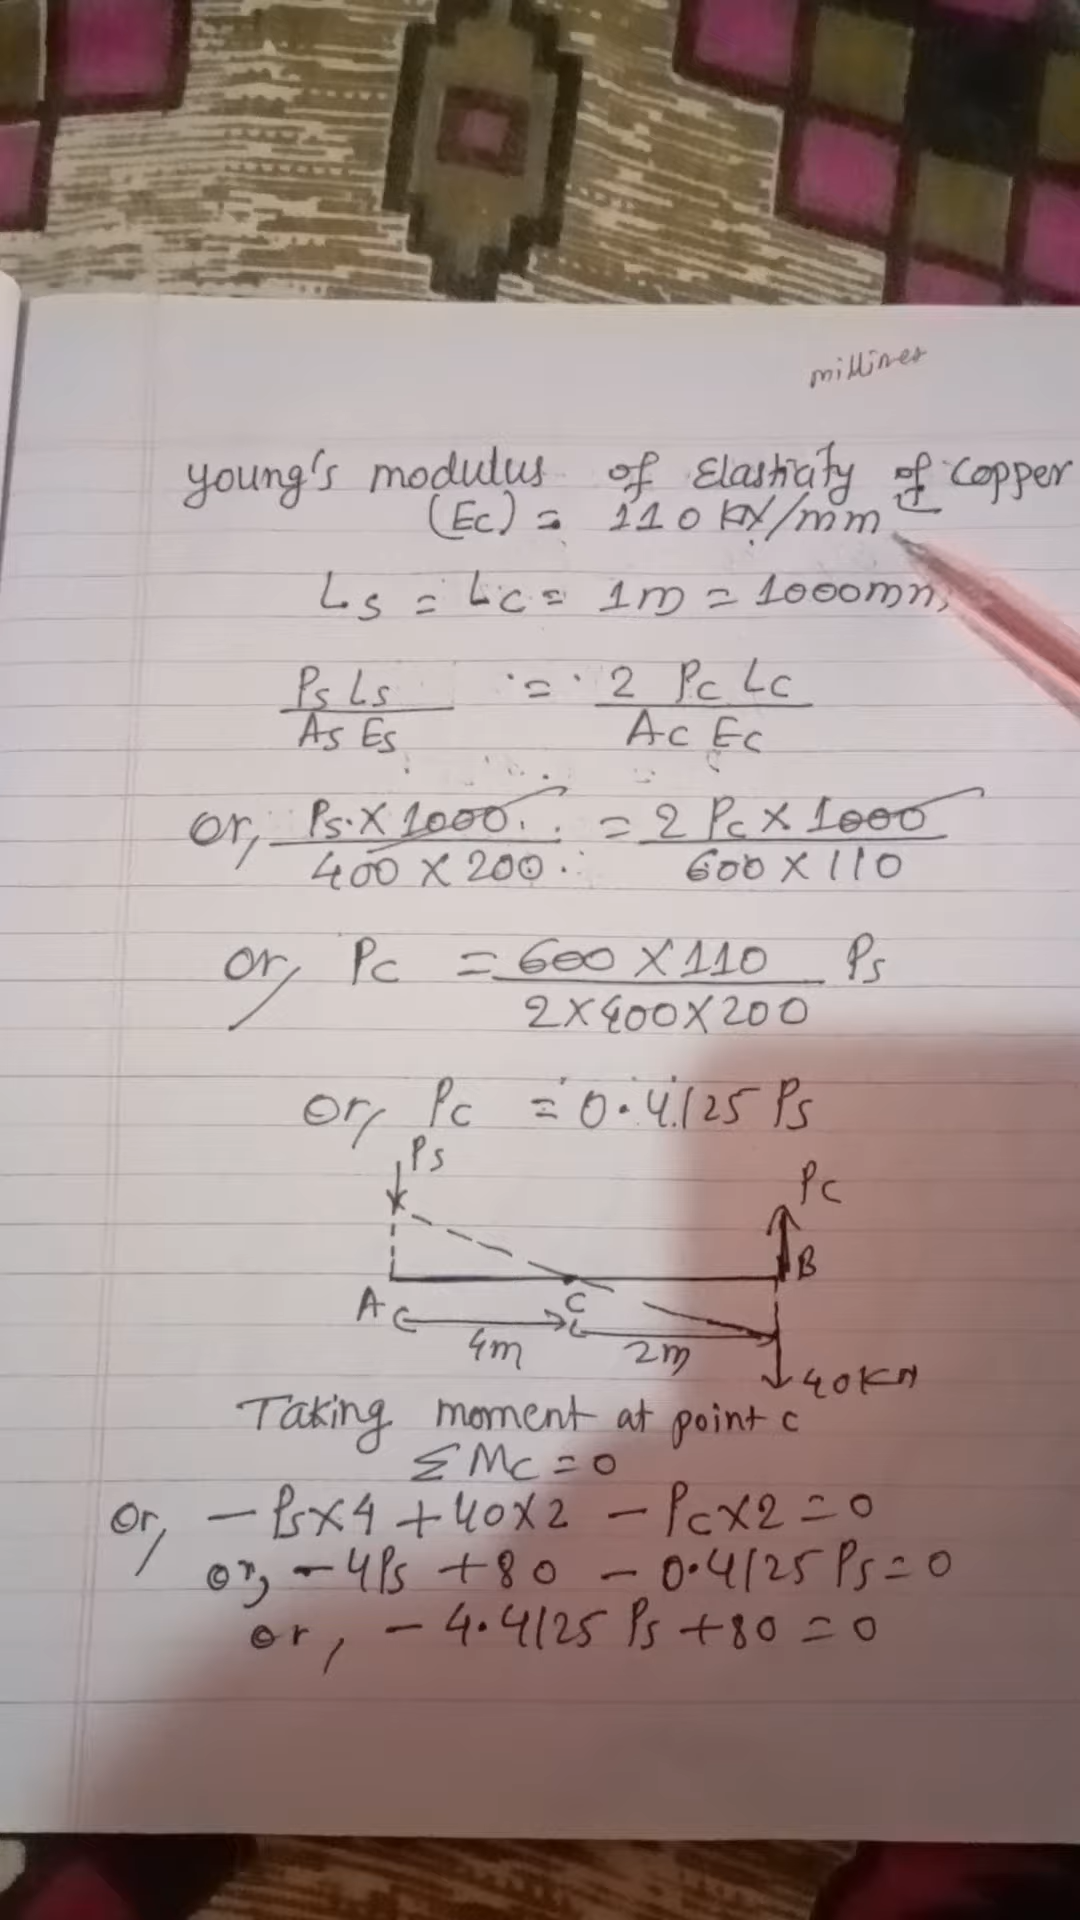 millimer
Young's modulus of Elasticity of Copper
(Ec) = 110 KN/mm²
Ls = Lc = 1m = 1000mm
Ps Ls / As Es = 2 Pc Lc / Ac Ec
or, Ps × 1000 / 400 × 200 = 2 Pc × 1000 / 600 × 110
or, Pc = 600 × 110 / 2 × 400 × 200 Ps
or, Pc = 0.4125 Ps
Ps
Pc
A C B
4m 2m
40KN
Taking moment at point c
ΣMc = 0
or, - Ps×4 + 40×2 - Pc×2 = 0
or, - 4Ps + 80 - 0.4125 Ps = 0
or, - 4.4125 Ps + 80 = 0